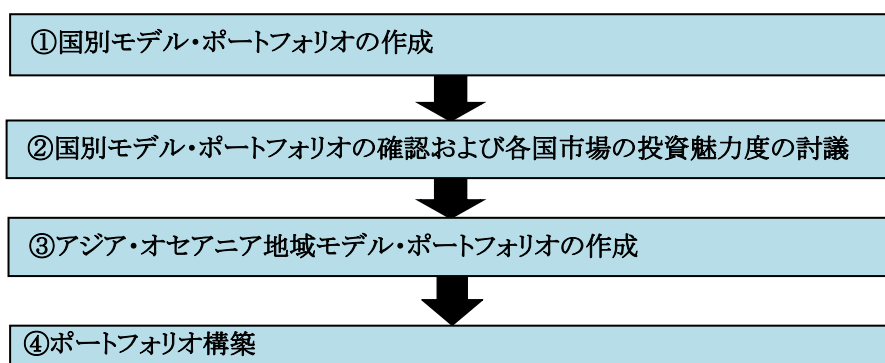 ①国別モデル・ポートフォリオの作成
②国別モデル・ポートフォリオの確認および各国市場の投資魅力度の討議
③アジア・オセアニア地域モデル・ポートフォリオの作成
④ポートフォリオ構築